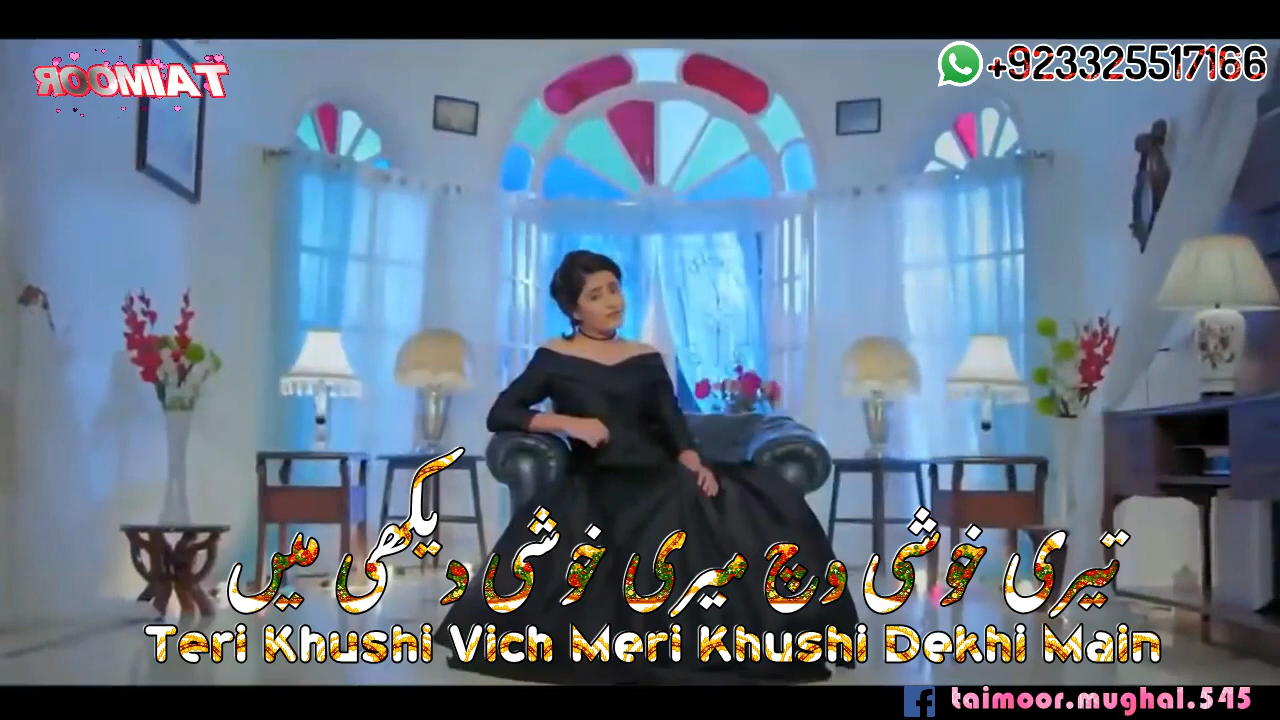 TAIMOOR
+923325517166
تیری خوشی وچ میری خوشی دیکھی میں
Teri Khushi Vich Meri Khushi Dekhi Main
f taimoor.mughal.545